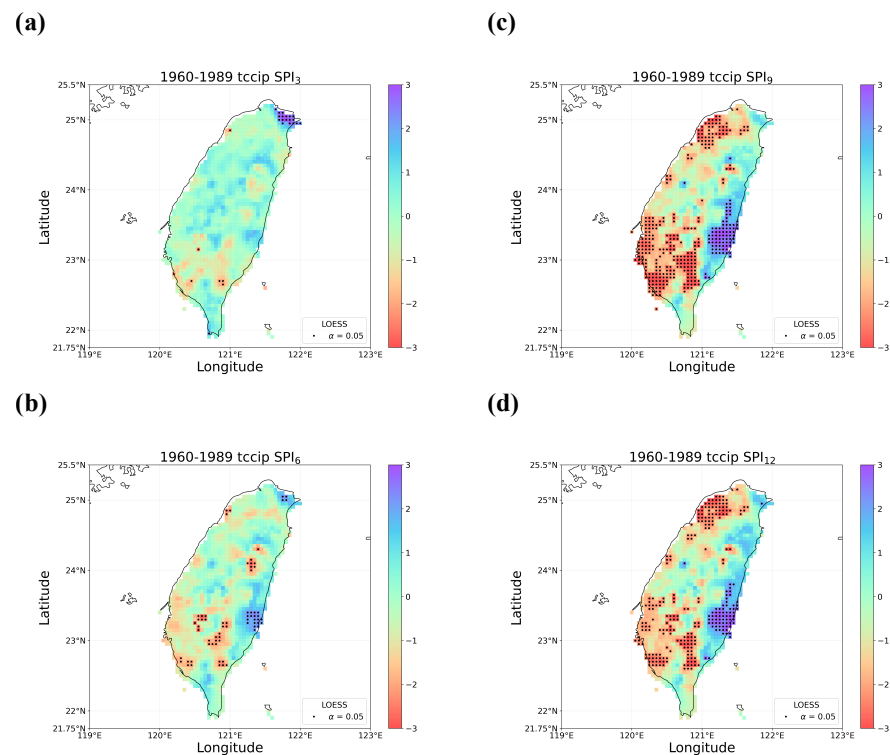 (a)
1960-1989 tccip SPI₃
25.5°N
25°N
24°N
23°N
22°N
21.75°N
119°E
120°E
121°E
122°E
123°E
Latitude
Longitude
LOESS
α = 0.05
3
2
1
0
−1
−2
−3
(c)
1960-1989 tccip SPI₉
25.5°N
25°N
24°N
23°N
22°N
21.75°N
119°E
120°E
121°E
122°E
123°E
Latitude
Longitude
LOESS
α = 0.05
3
2
1
0
−1
−2
−3
(b)
1960-1989 tccip SPI₆
25.5°N
25°N
24°N
23°N
22°N
21.75°N
119°E
120°E
121°E
122°E
123°E
Latitude
Longitude
LOESS
α = 0.05
3
2
1
0
−1
−2
−3
(d)
1960-1989 tccip SPI₁₂
25.5°N
25°N
24°N
23°N
22°N
21.75°N
119°E
120°E
121°E
122°E
123°E
Latitude
Longitude
LOESS
α = 0.05
3
2
1
0
−1
−2
−3